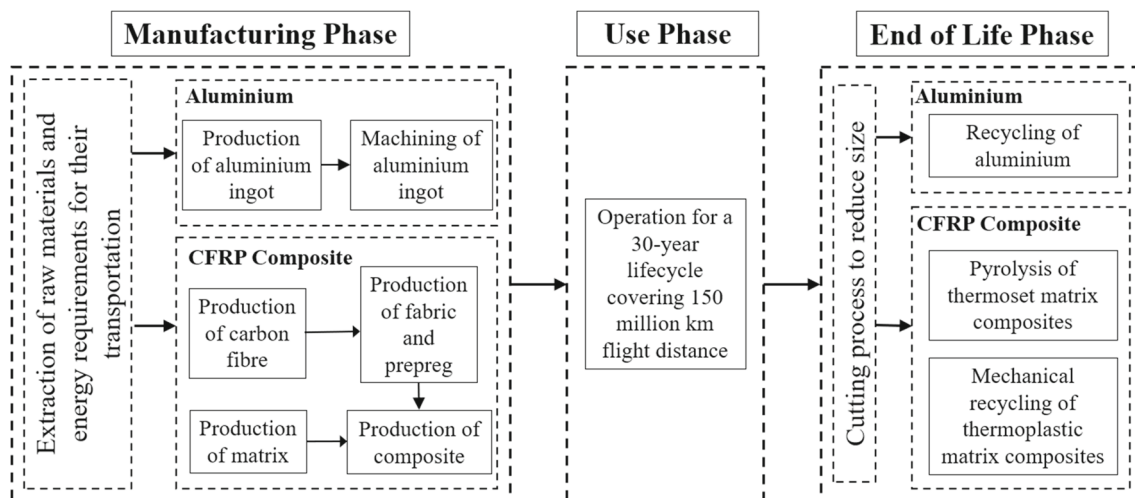 Manufacturing Phase
Extraction of raw materials and
energy requirements for their
transportation
Aluminium
Production
of aluminium
ingot
Machining of
aluminium
ingot
CFRP Composite
Production
of carbon
fibre
Production
of fabric
and
prepreg
Production
of matrix
Production of
composite
Use Phase
Operation for a
30-year
lifecycle
covering 150
million km
flight distance
End of Life Phase
Cutting process to reduce size
Aluminium
Recycling of
aluminium
CFRP Composite
Pyrolysis of
thermoset matrix
composites
Mechanical
recycling of
thermoplastic
matrix composites